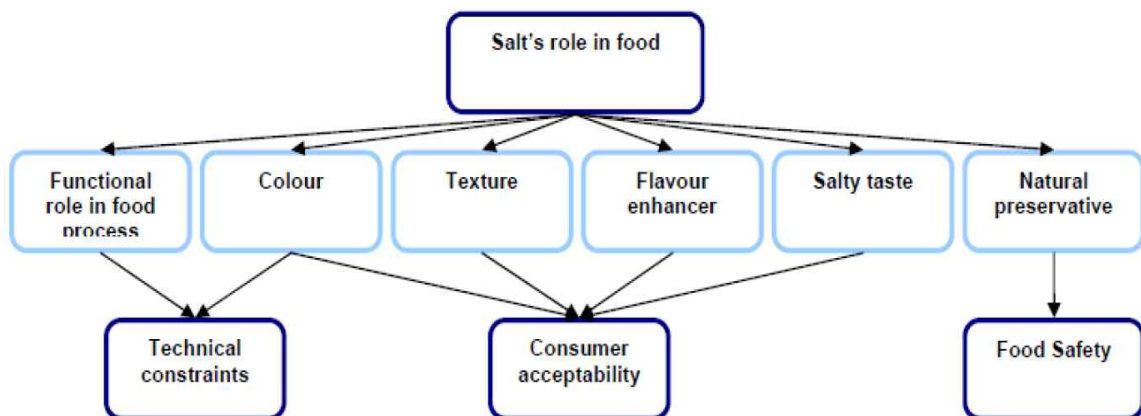 Salt's role in food
Functional
role in food
process
Colour
Texture
Flavour
enhancer
Salty taste
Natural
preservative
Technical
constraints
Consumer
acceptability
Food Safety